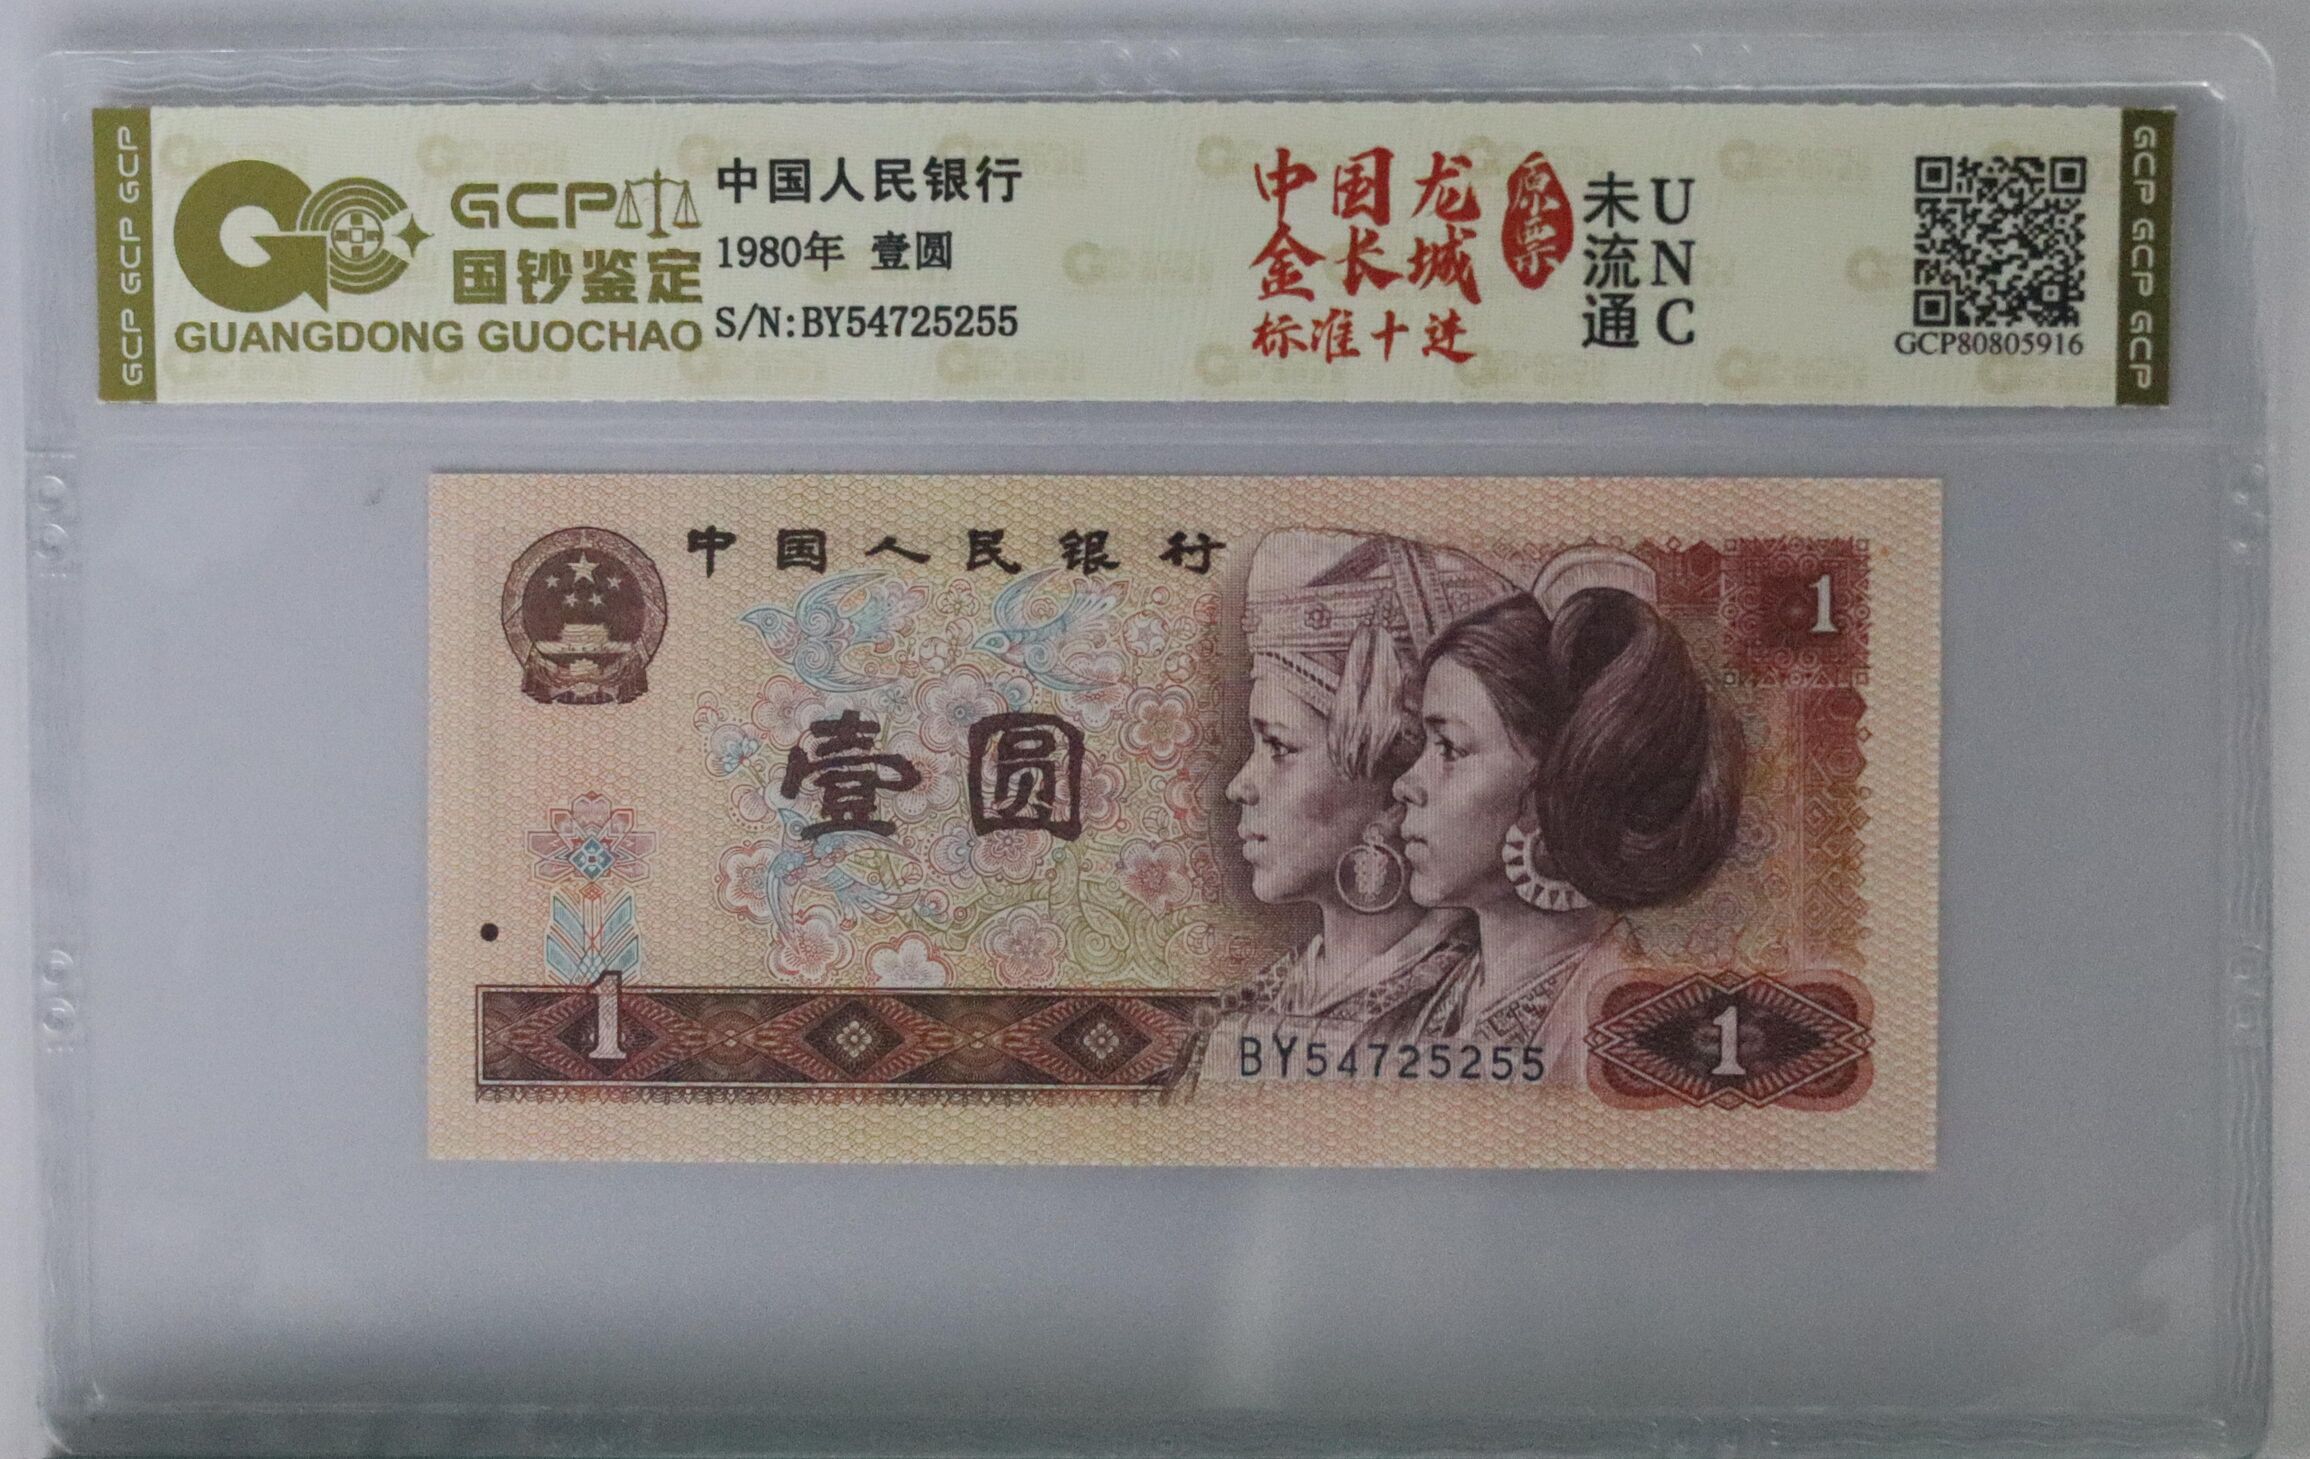 GCP GCP GCP
GCP
国钞鉴定
GUANGDONG GUOCHAO
中国人民银行
1980年 壹圆
S/N:BY54725255
中国龙
金长城
标准十进
原票
未流通
UNC
GCP80805916
GCP GCP GCP
中国人民银行
壹圆
1
1
1
BY54725255